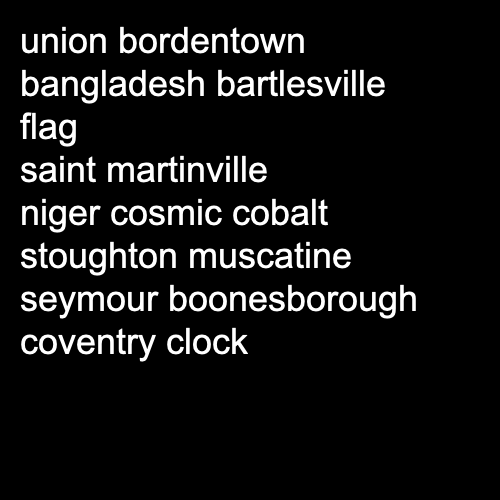 union bordentown
bangladesh bartlesville
flag
saint martinville
niger cosmic cobalt
stoughton muscatine
seymour boonesborough
coventry clock